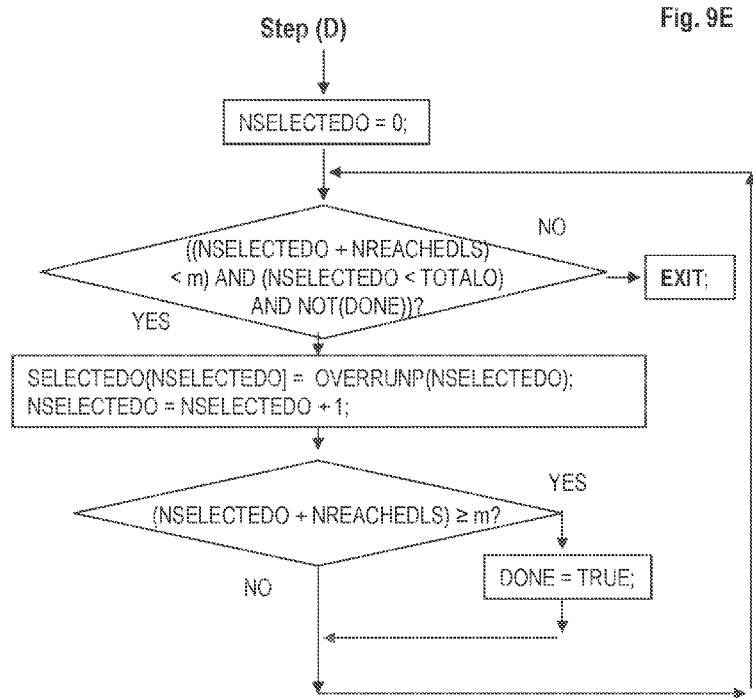 Fig. 9E
Step (D)
NSELECTEDO = 0;
((NSELECTEDO + NREACHEDLS)
< m) AND (NSELECTEDO < TOTALO)
AND NOT(DONE))?
NO
EXIT;
YES
SELECTEDO[NSELECTEDO] = OVERRUNP(NSELECTEDO);
NSELECTEDO = NSELECTEDO + 1;
(NSELECTEDO + NREACHEDLS) ≥ m?
YES
DONE = TRUE;
NO